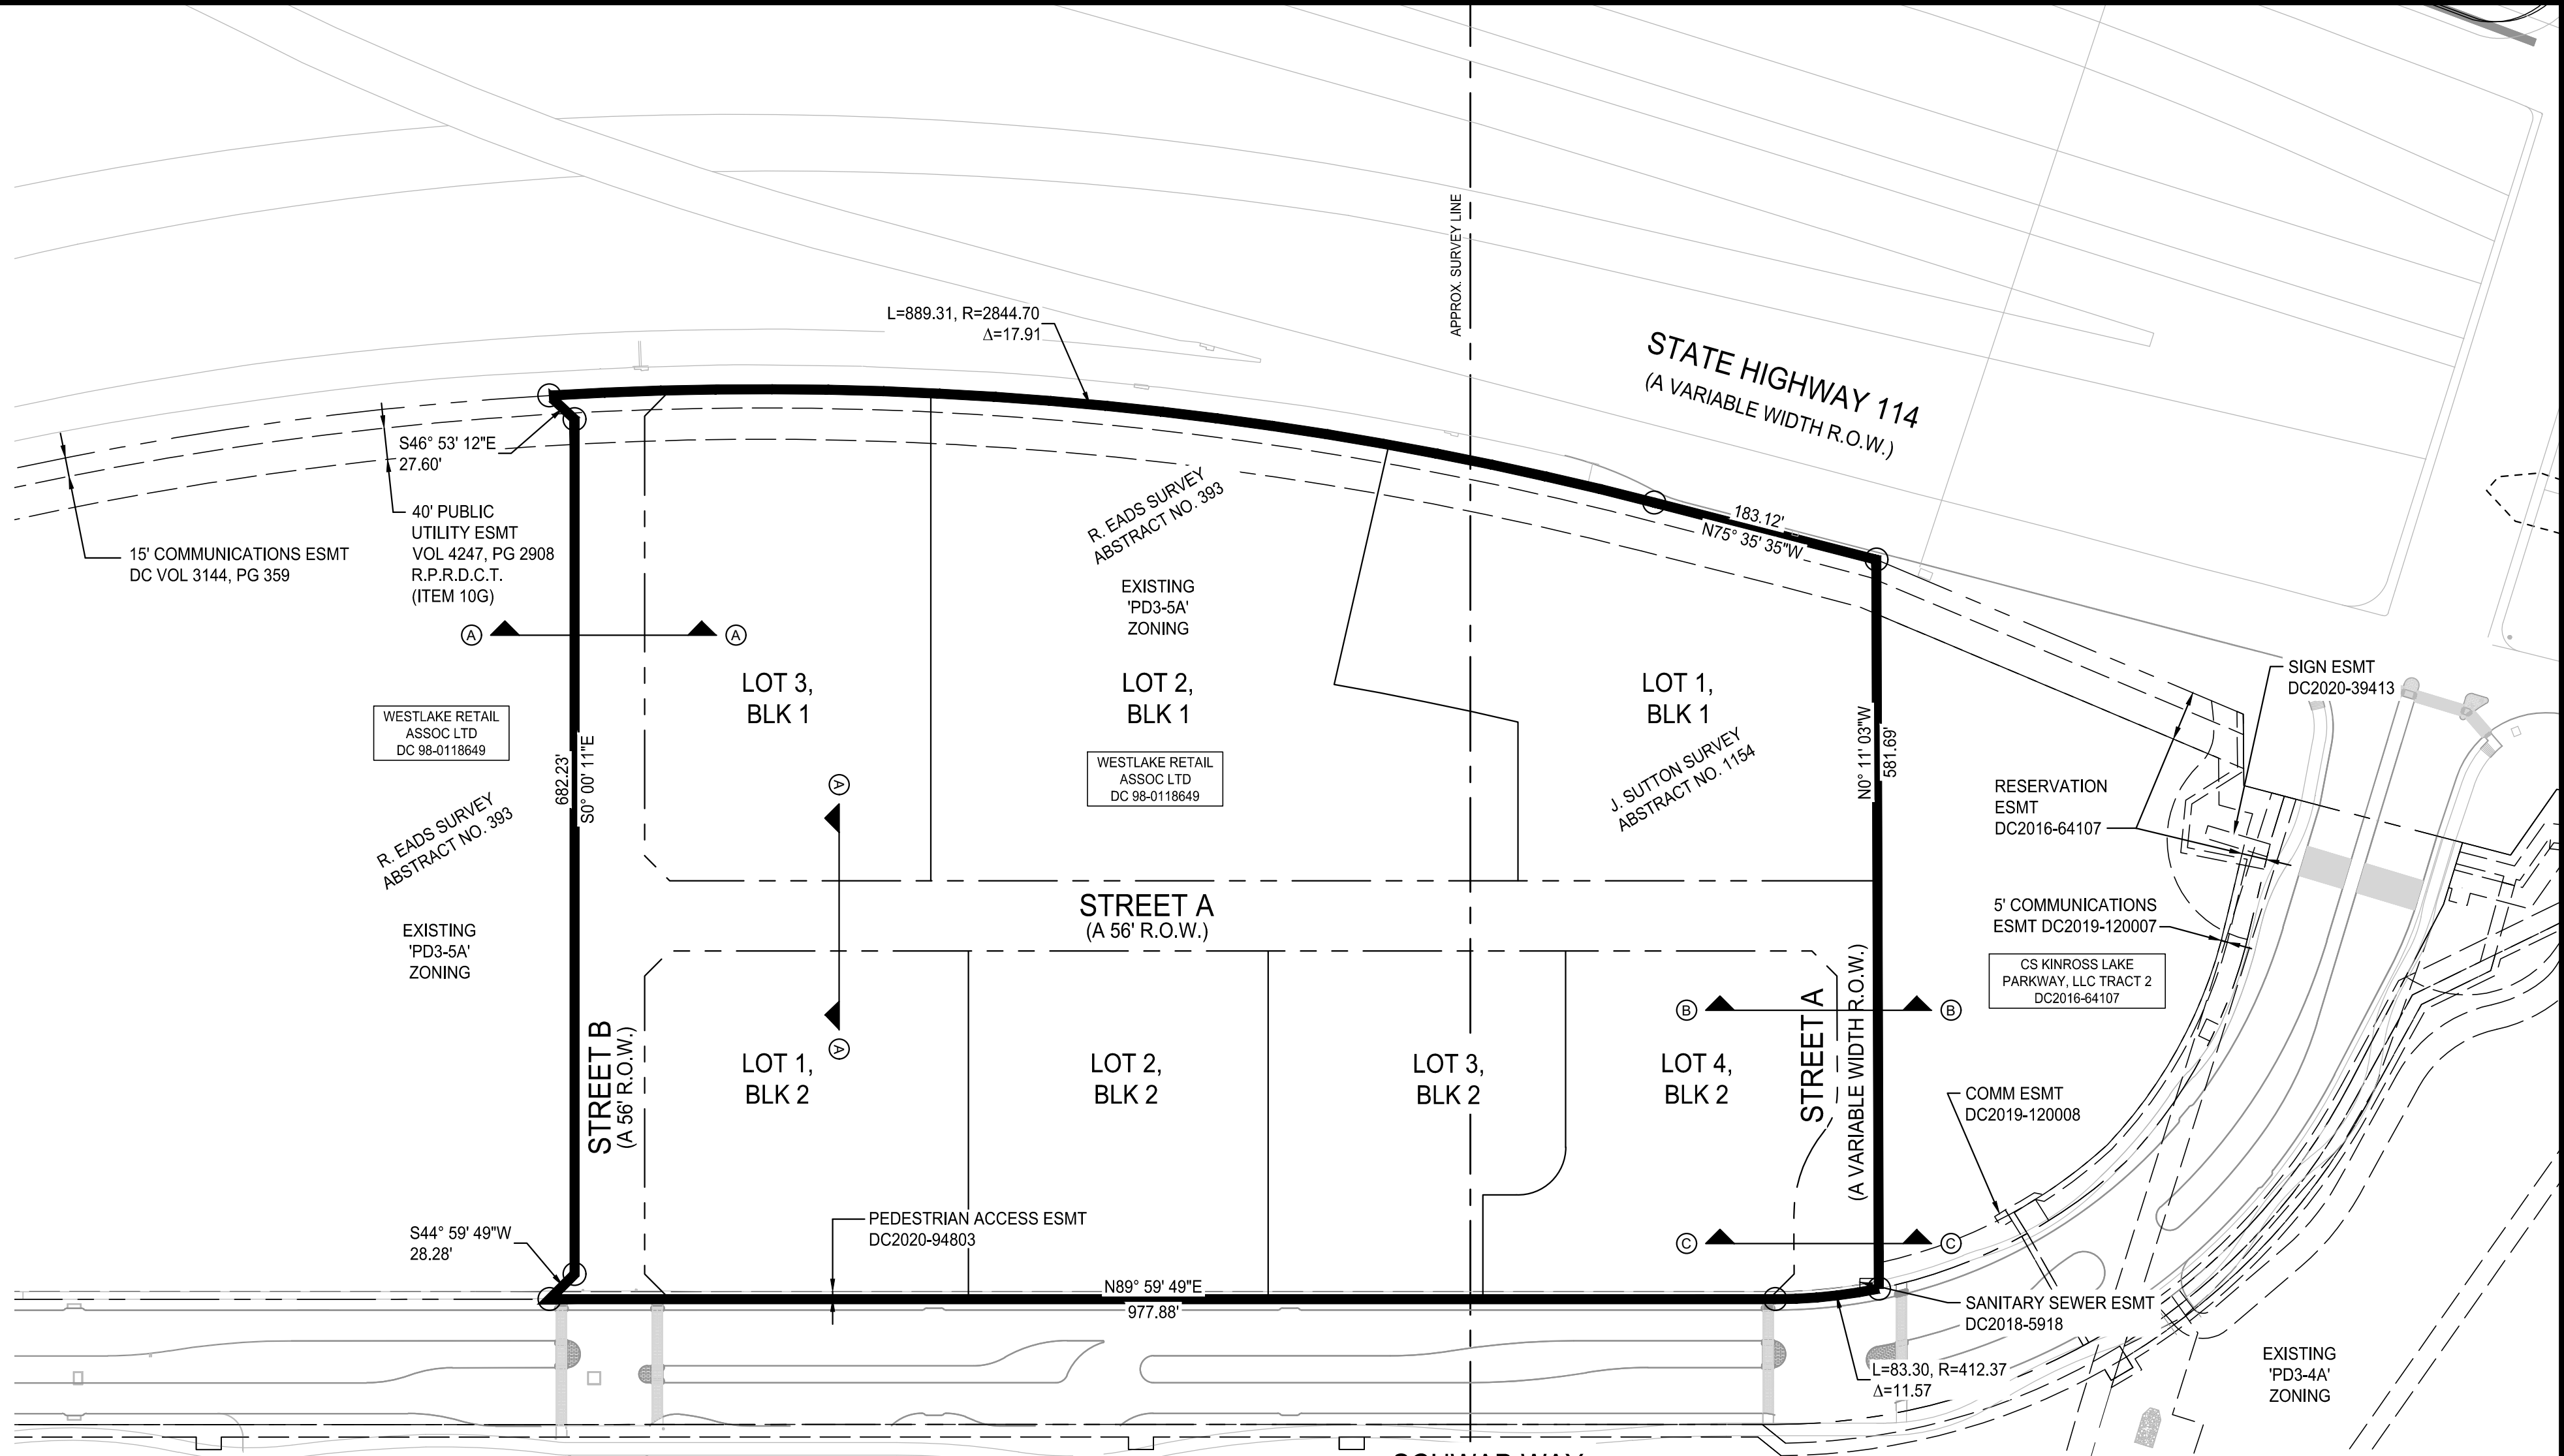 APPROX. SURVEY LINE
L=889.31, R=2844.70
Δ=17.91
STATE HIGHWAY 114
(A VARIABLE WIDTH R.O.W.)
S46° 53' 12"E
27.60'
40' PUBLIC
UTILITY ESMT
VOL 4247, PG 2908
R.P.R.D.C.T.
(ITEM 10G)
15' COMMUNICATIONS ESMT
DC VOL 3144, PG 359
R. EADS SURVEY
ABSTRACT NO. 393
183.12'
N75° 35' 35"W
EXISTING
'PD3-5A'
ZONING
A
A
LOT 3,
BLK 1
LOT 2,
BLK 1
LOT 1,
BLK 1
SIGN ESMT
DC2020-39413
WESTLAKE RETAIL
ASSOC LTD
DC 98-0118649
682.23'
S0° 00' 11"E
WESTLAKE RETAIL
ASSOC LTD
DC 98-0118649
J. SUTTON SURVEY
ABSTRACT NO. 1154
N0° 11' 03"W
581.69'
RESERVATION
ESMT
DC2016-64107
R. EADS SURVEY
ABSTRACT NO. 393
A
STREET A
(A 56' R.O.W.)
EXISTING
'PD3-5A'
ZONING
5' COMMUNICATIONS
ESMT DC2019-120007
CS KINROSS LAKE
PARKWAY, LLC TRACT 2
DC2016-64107
B
B
STREET B
(A 56' R.O.W.)
A
LOT 1,
BLK 2
LOT 2,
BLK 2
LOT 3,
BLK 2
LOT 4,
BLK 2
STREET A
(A VARIABLE WIDTH R.O.W.)
COMM ESMT
DC2019-120008
S44° 59' 49"W
28.28'
PEDESTRIAN ACCESS ESMT
DC2020-94803
C
C
N89° 59' 49"E
977.88'
SANITARY SEWER ESMT
DC2018-5918
L=83.30, R=412.37
Δ=11.57
EXISTING
'PD3-4A'
ZONING